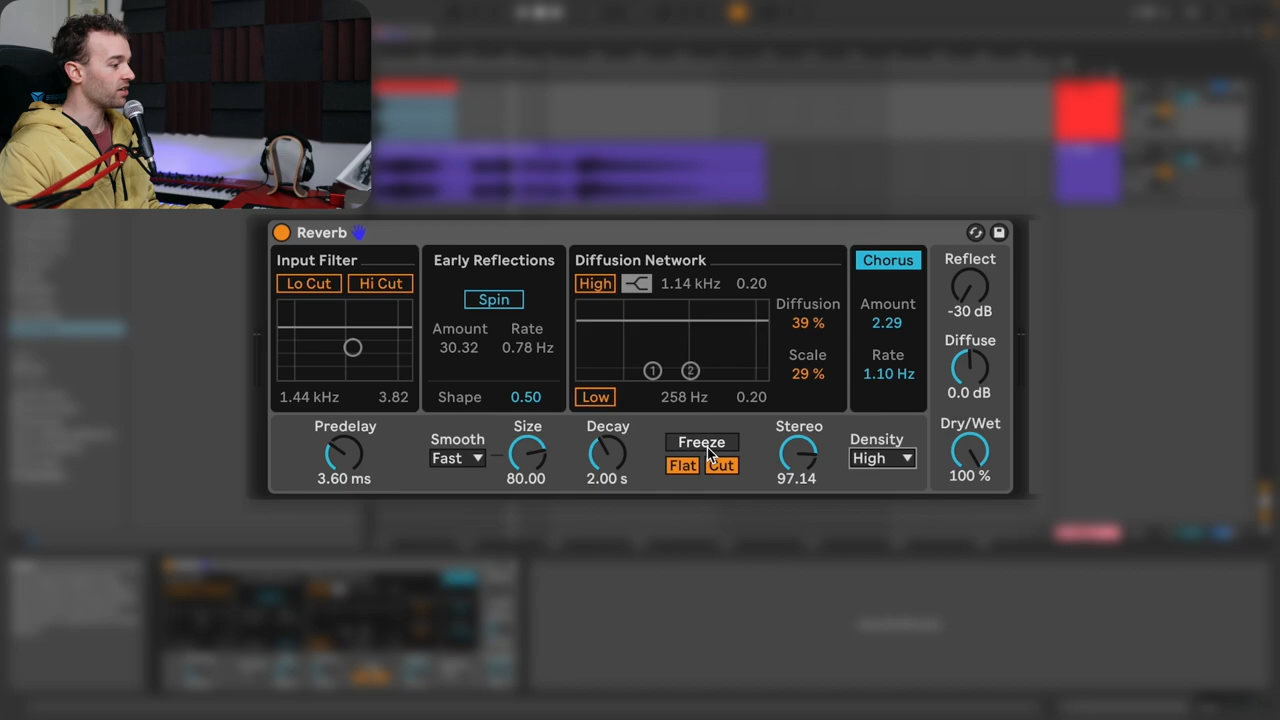 Reverb
Input Filter
Lo Cut Hi Cut
1.44 kHz 3.82
Early Reflections
Spin
Amount Rate
30.32 0.78 Hz
Shape 0.50
Diffusion Network
High 1.14 kHz 0.20
Diffusion
39 %
Scale
29 %
1 2
Low 258 Hz 0.20
Chorus
Amount
2.29
Rate
1.10 Hz
Reflect
-30 dB
Diffuse
0.0 dB
Dry/Wet
100 %
Predelay
3.60 ms
Smooth
Fast
Size
80.00
Decay
2.00 s
Freeze
Flat Cut
Stereo
97.14
Density
High